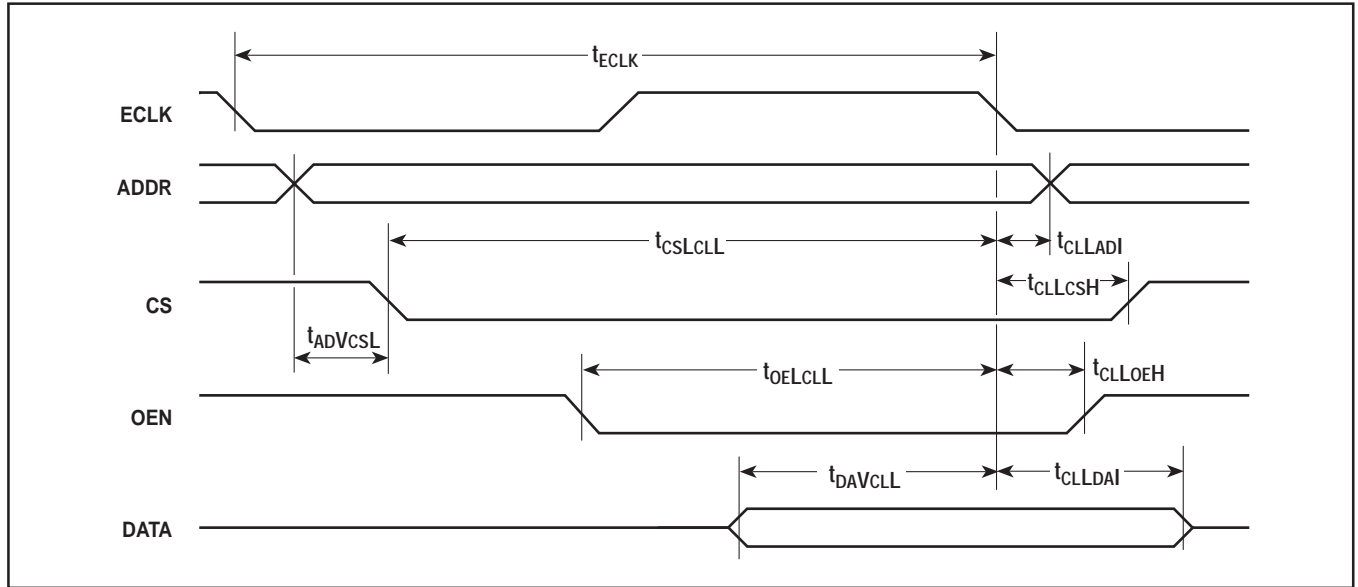 tECLK
ECLK
ADDR
tCSLCLL
tCLLADI
tCLLCSH
CS
tADVCSL
tOELCLL
tCLLOEH
OEN
tDAVCLL
tCLLDAI
DATA